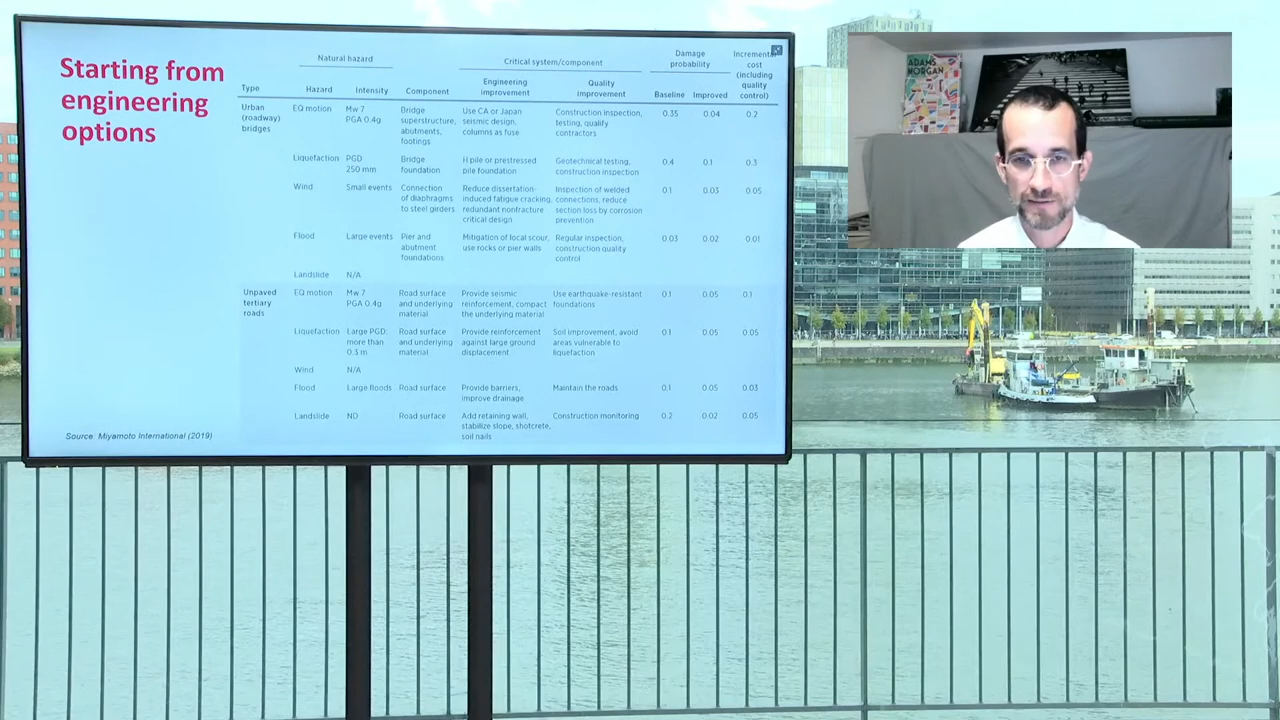 Starting from
engineering
options
Natural hazard
Critical system/component
Damage
probability
Incremental
cost
(including
quality
control)
Type
Hazard
Intensity
Component
Engineering
improvement
Quality
improvement
Baseline
Improved
Urban
(roadway)
bridges
EQ motion
Mw 7
PGA 0.4g
Bridge
superstructure,
abutments,
footings
Use CA or Japan
seismic design,
columns as fuse
Construction inspection,
testing, quality
contractors
0.35
0.04
0.2
Liquefaction
PGD
250 mm
Bridge
foundation
H pile or prestressed
pile foundation
Geotechnical testing,
construction inspection
0.4
0.1
0.3
Wind
Small events
Connection
of diaphragms
to steel girders
Reduce dissertation-
induced fatigue cracking,
redundant nonfracture
critical design
Inspection of welded
connections, reduce
section loss by corrosion
prevention
0.1
0.03
0.05
Flood
Large events
Pier and
abutment
foundations
Mitigation of local scour,
use rocks or pier walls
Regular inspection,
construction quality
control
0.03
0.02
0.01
Landslide
N/A
Unpaved
tertiary
roads
EQ motion
Mw 7
PGA 0.4g
Road surface
and underlying
material
Provide seismic
reinforcement, compact
the underlying material
Use earthquake-resistant
foundations
0.1
0.05
0.1
Liquefaction
Large PGD:
more than
0.3 m
Road surface
and underlying
material
Provide reinforcement
against large ground
displacement
Soil improvement, avoid
areas vulnerable to
liquefaction
0.1
0.05
0.05
Wind
N/A
Flood
Large floods
Road surface
Provide barriers,
improve drainage
Maintain the roads
0.1
0.05
0.03
Landslide
ND
Road surface
Add retaining wall,
stabilize slope, shotcrete,
soil nails
Construction monitoring
0.2
0.02
0.05
Source: Miyamoto International (2019)
ADAMS
MORGAN